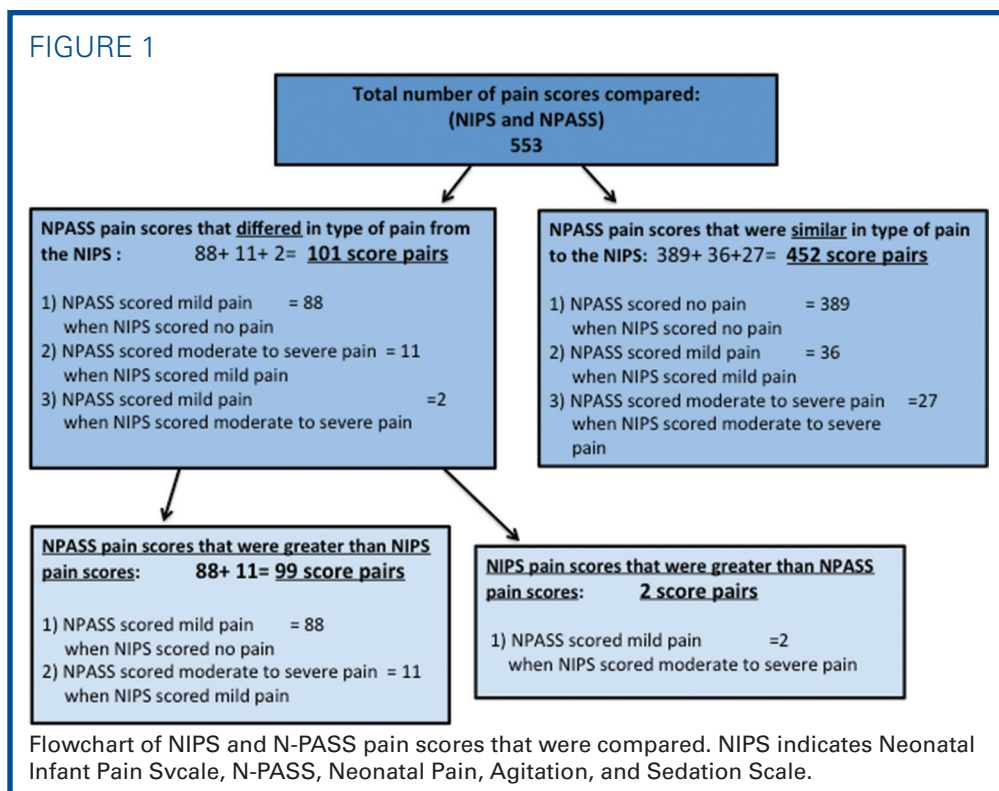 FIGURE 1
Total number of pain scores compared:
(NIPS and NPASS)
553
NPASS pain scores that differed in type of pain from
the NIPS : 88+ 11+ 2= 101 score pairs
1) NPASS scored mild pain = 88
when NIPS scored no pain
2) NPASS scored moderate to severe pain = 11
when NIPS scored mild pain
3) NPASS scored mild pain =2
when NIPS scored moderate to severe pain
NPASS pain scores that were similar in type of pain
to the NIPS: 389+ 36+27= 452 score pairs
1) NPASS scored no pain = 389
when NIPS scored no pain
2) NPASS scored mild pain = 36
when NIPS scored mild pain
3) NPASS scored moderate to severe pain =27
when NIPS scored moderate to severe
pain
NPASS pain scores that were greater than NIPS
pain scores: 88+ 11= 99 score pairs
1) NPASS scored mild pain = 88
when NIPS scored no pain
2) NPASS scored moderate to severe pain = 11
when NIPS scored mild pain
NIPS pain scores that were greater than NPASS
pain scores: 2 score pairs
1) NPASS scored mild pain =2
when NIPS scored moderate to severe pain
Flowchart of NIPS and N-PASS pain scores that were compared. NIPS indicates Neonatal
Infant Pain Svcale, N-PASS, Neonatal Pain, Agitation, and Sedation Scale.